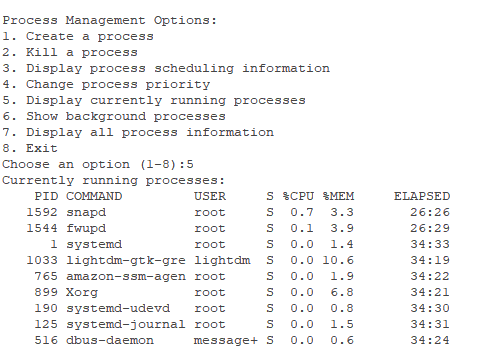 Process Management Options:
1. Create a process
2. Kill a process
3. Display process scheduling information
4. Change process priority
5. Display currently running processes
6. Show background processes
7. Display all process information
8. Exit
Choose an option (1-8):5
Currently running processes:
    PID COMMAND         USER     S %CPU %MEM     ELAPSED
   1592 snapd           root     S  0.7  3.3       26:26
   1544 fwupd           root     S  0.1  3.9       26:29
      1 systemd         root     S  0.0  1.4       34:33
   1033 lightdm-gtk-gre lightdm  S  0.0 10.6       34:19
    765 amazon-ssm-agen root     S  0.0  1.9       34:22
    899 Xorg            root     S  0.0  6.8       34:21
    190 systemd-udevd   root     S  0.0  0.8       34:30
    125 systemd-journal root     S  0.0  1.5       34:31
    516 dbus-daemon     message+ S  0.0  0.6       34:24